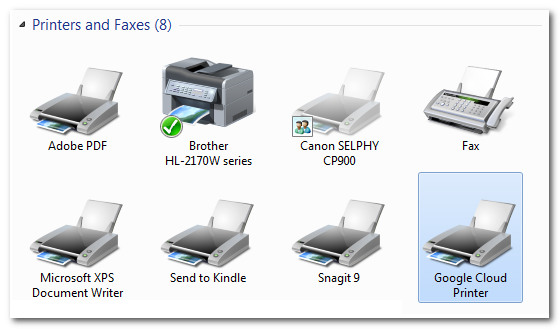 Printers and Faxes (8)
Adobe PDF
Brother
HL-2170W series
Canon SELPHY
CP900
Fax
Microsoft XPS
Document Writer
Send to Kindle
Snagit 9
Google Cloud
Printer